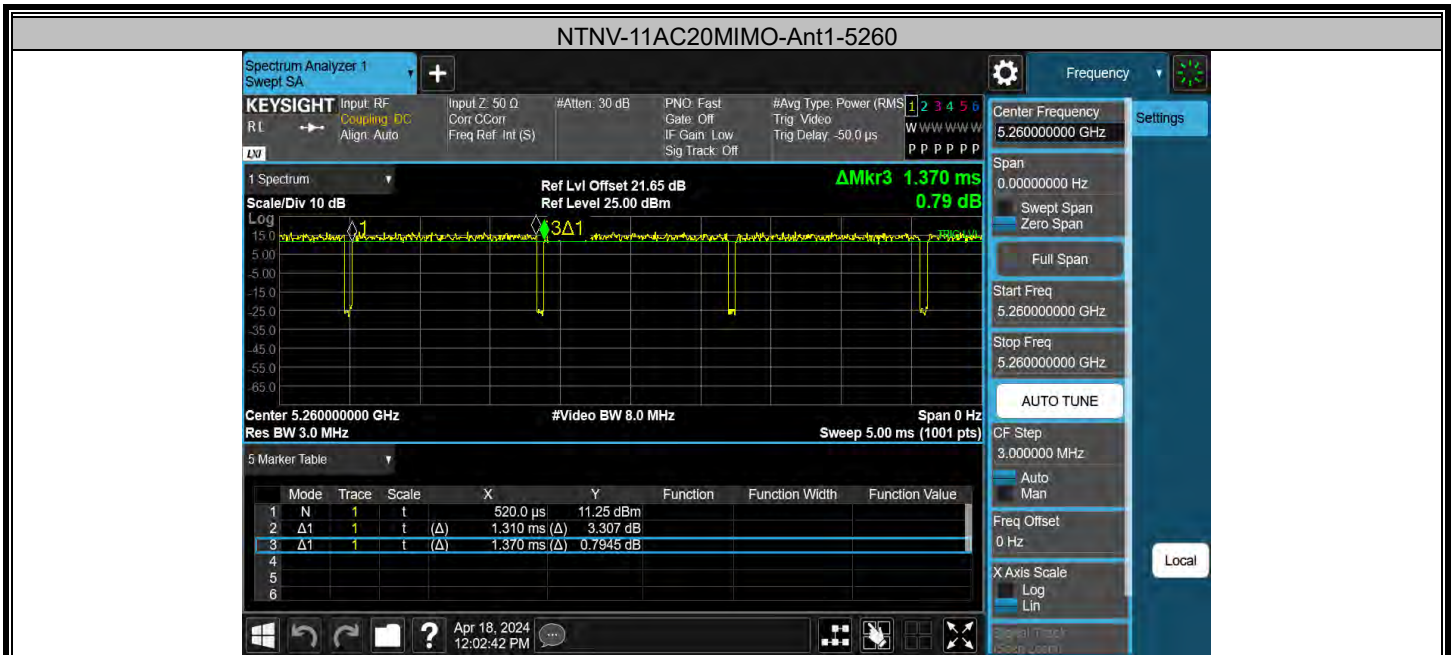 NTNV-11AC20MIMO-Ant1-5260
Spectrum Analyzer 1
Swept SA
+
Frequency
KEYSIGHT
RL
LXI
Input: RF
Coupling: DC
Align: Auto
Input Z: 50 Ω
Corr CCorr
Freq Ref: Int (S)
#Atten: 30 dB
PNO: Fast
Gate: Off
IF Gain: Low
Sig Track: Off
#Avg Type: Power (RMS
Trig: Video
Trig Delay: -50.0 µs
1 2 3 4 5 6
W W W W W W
P P P P P P
1 Spectrum
Scale/Div 10 dB
Ref Lvl Offset 21.65 dB
Ref Level 25.00 dBm
ΔMkr3 1.370 ms
0.79 dB
Log
15.0
5.00
-5.00
-15.0
-25.0
-35.0
-45.0
-55.0
-65.0
1
3Δ1
TRIG LVL
Center 5.260000000 GHz
#Video BW 8.0 MHz
Span 0 Hz
Res BW 3.0 MHz
Sweep 5.00 ms (1001 pts)
5 Marker Table
Mode Trace Scale X Y Function Function Width Function Value
1 N 1 t 520.0 µs 11.25 dBm
2 Δ1 1 t (Δ) 1.310 ms (Δ) 3.307 dB
3 Δ1 1 t (Δ) 1.370 ms (Δ) 0.7945 dB
4
5
6
?
Apr 18, 2024
12:02:42 PM
Center Frequency
5.260000000 GHz
Settings
Span
0.00000000 Hz
Swept Span
Zero Span
Full Span
Start Freq
5.260000000 GHz
Stop Freq
5.260000000 GHz
AUTO TUNE
CF Step
3.000000 MHz
Auto
Man
Freq Offset
0 Hz
X Axis Scale
Log
Lin
Signal Track
(Span Zoom)
Local